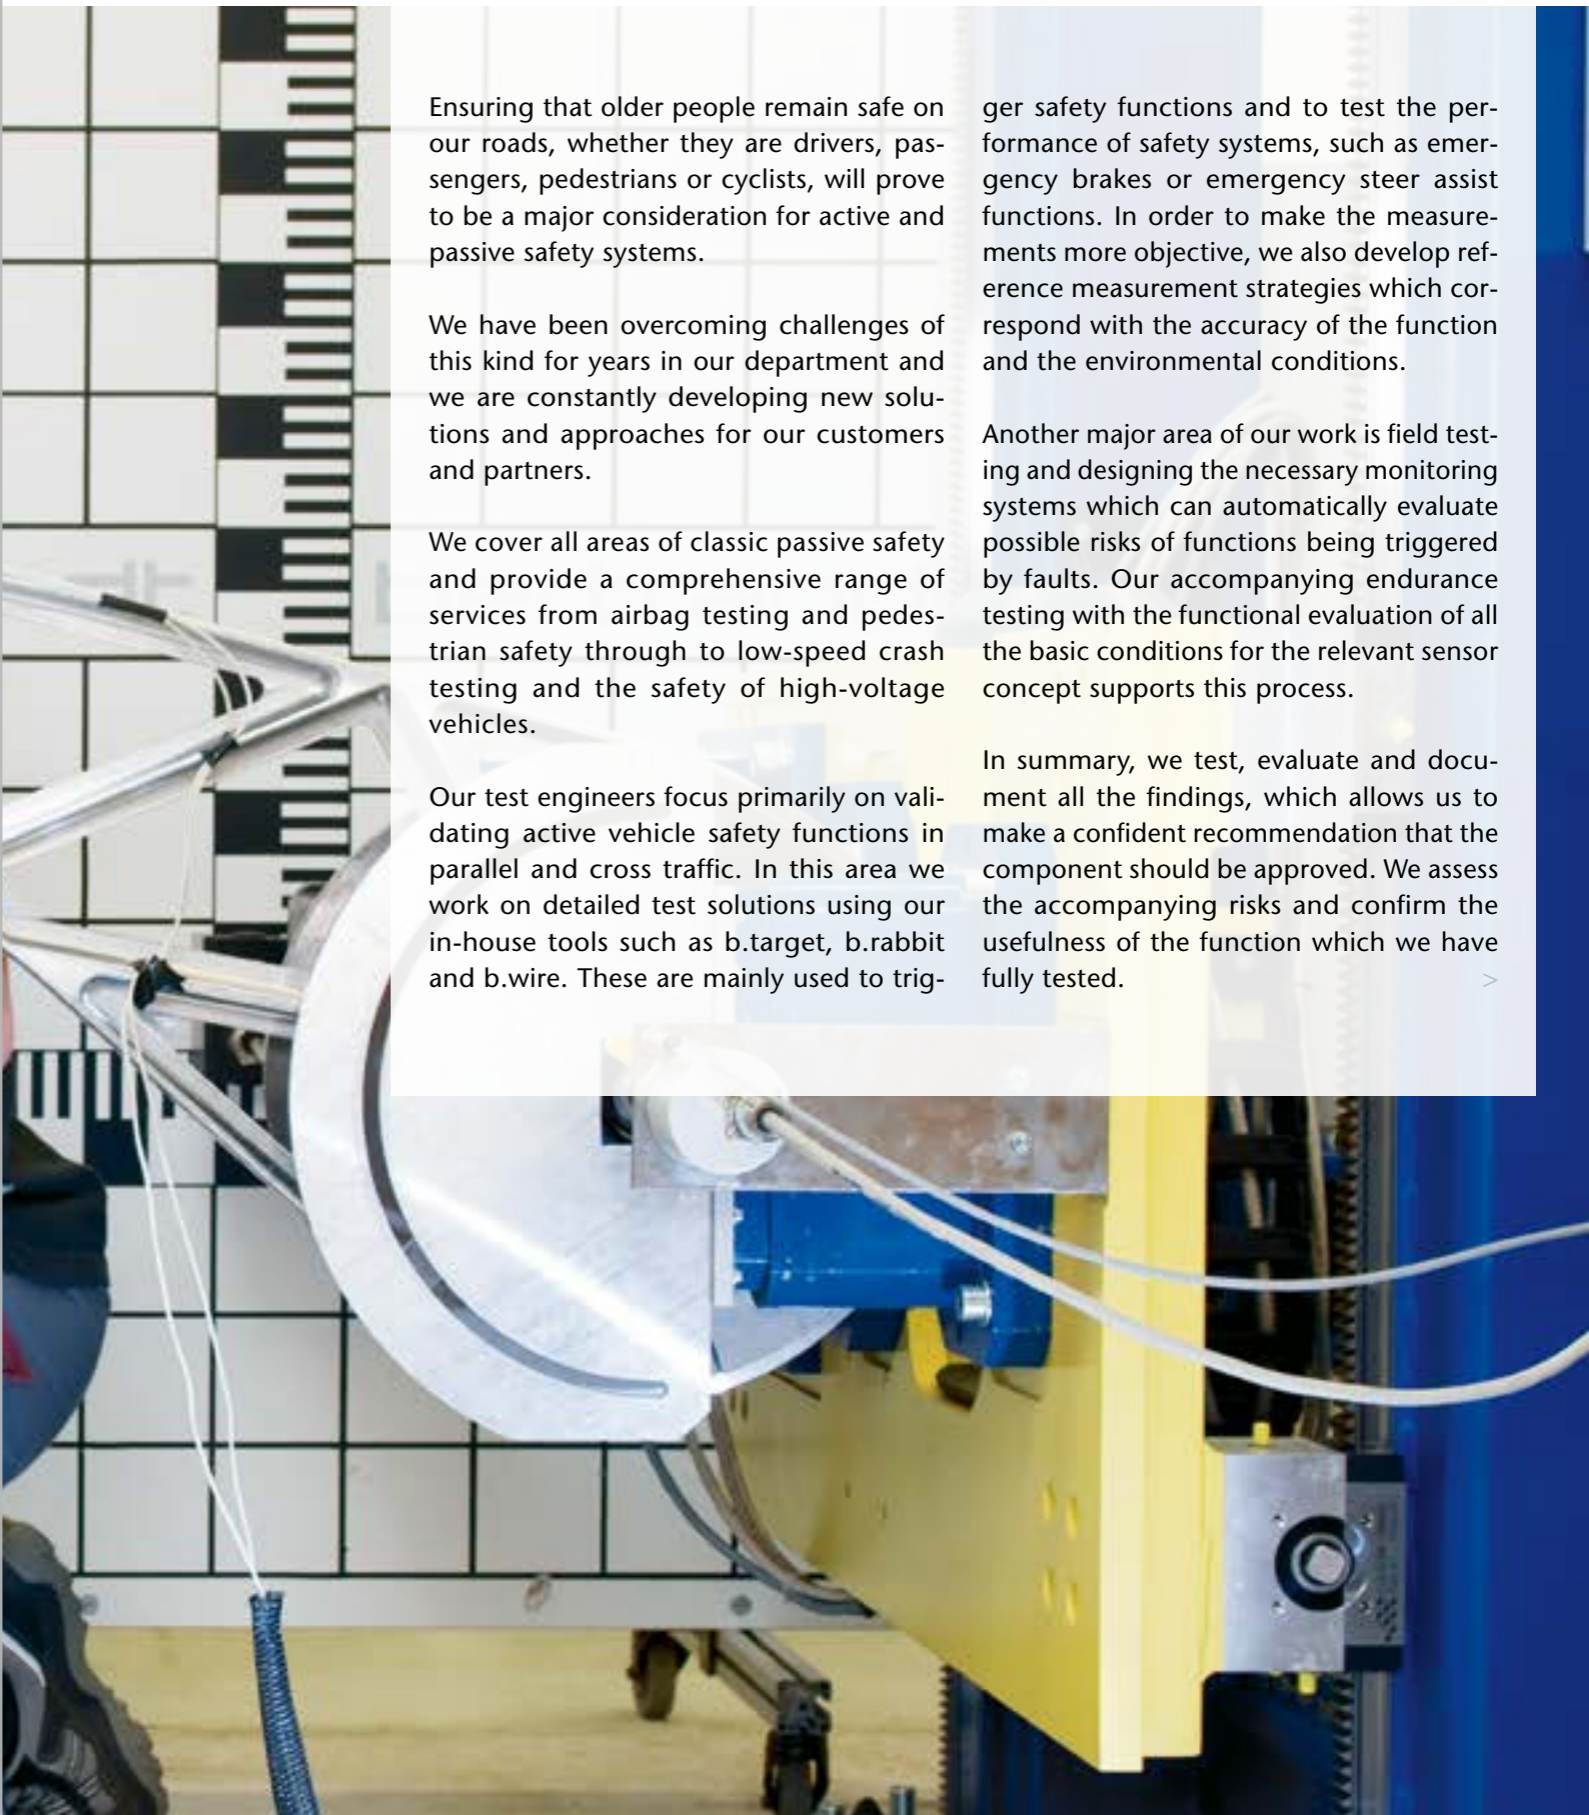 Ensuring that older people remain safe on
our roads, whether they are drivers, pas-
sengers, pedestrians or cyclists, will prove
to be a major consideration for active and
passive safety systems.
We have been overcoming challenges of
this kind for years in our department and
we are constantly developing new solu-
tions and approaches for our customers
and partners.
We cover all areas of classic passive safety
and provide a comprehensive range of
services from airbag testing and pedes-
trian safety through to low-speed crash
testing and the safety of high-voltage
vehicles.
Our test engineers focus primarily on vali-
dating active vehicle safety functions in
parallel and cross traffic. In this area we
work on detailed test solutions using our
in-house tools such as b.target, b.rabbit
and b.wire. These are mainly used to trig-
ger safety functions and to test the per-
formance of safety systems, such as emer-
gency brakes or emergency steer assist
functions. In order to make the measure-
ments more objective, we also develop ref-
erence measurement strategies which cor-
respond with the accuracy of the function
and the environmental conditions.
Another major area of our work is field test-
ing and designing the necessary monitoring
systems which can automatically evaluate
possible risks of functions being triggered
by faults. Our accompanying endurance
testing with the functional evaluation of all
the basic conditions for the relevant sensor
concept supports this process.
In summary, we test, evaluate and docu-
ment all the findings, which allows us to
make a confident recommendation that the
component should be approved. We assess
the accompanying risks and confirm the
usefulness of the function which we have
fully tested. >